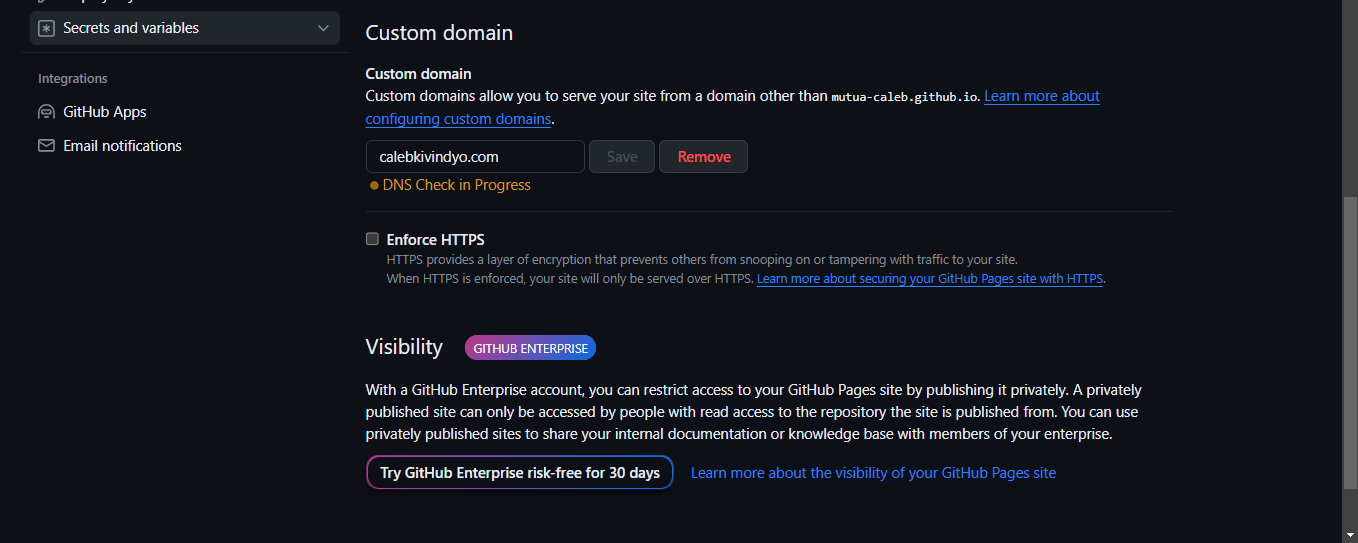 Secrets and variables
Integrations
GitHub Apps
Email notifications
Custom domain
Custom domain
Custom domains allow you to serve your site from a domain other than mutua-caleb.github.io. Learn more about
configuring custom domains.
calebkivindyo.com Save Remove
DNS Check in Progress
Enforce HTTPS
HTTPS provides a layer of encryption that prevents others from snooping on or tampering with traffic to your site.
When HTTPS is enforced, your site will only be served over HTTPS. Learn more about securing your GitHub Pages site with HTTPS.
Visibility GITHUB ENTERPRISE
With a GitHub Enterprise account, you can restrict access to your GitHub Pages site by publishing it privately. A privately
published site can only be accessed by people with read access to the repository the site is published from. You can use
privately published sites to share your internal documentation or knowledge base with members of your enterprise.
Try GitHub Enterprise risk-free for 30 days Learn more about the visibility of your GitHub Pages site